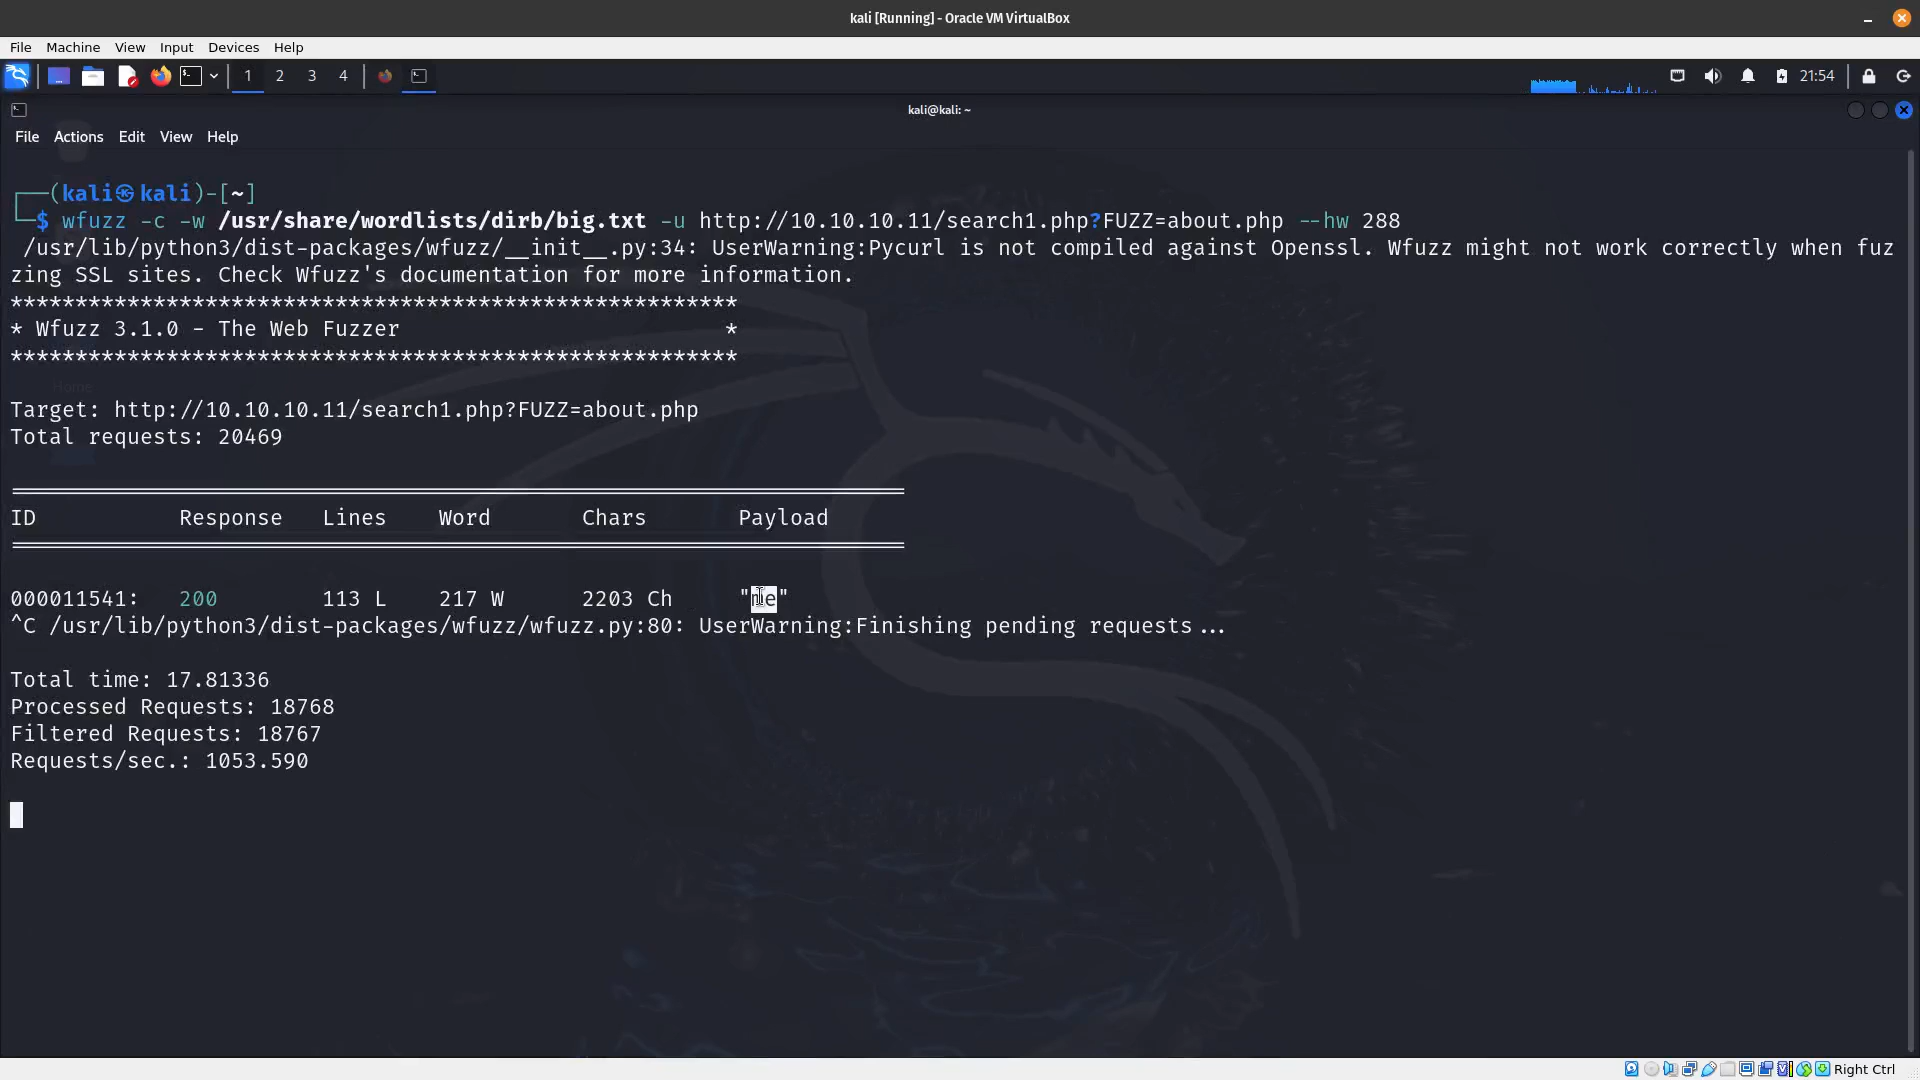 kali [Running] - Oracle VM VirtualBox
File Machine View Input Devices Help
1 2 3 4 21:54
kali@kali: ~
File Actions Edit View Help
Home
┌──(kali㉿kali)-[~]
└─$ wfuzz -c -w /usr/share/wordlists/dirb/big.txt -u http://10.10.10.11/search1.php?FUZZ=about.php --hw 288
/usr/lib/python3/dist-packages/wfuzz/__init__.py:34: UserWarning:Pycurl is not compiled against Openssl. Wfuzz might not work correctly when fuz
zing SSL sites. Check Wfuzz's documentation for more information.
********************************************************
* Wfuzz 3.1.0 - The Web Fuzzer *
********************************************************
Target: http://10.10.10.11/search1.php?FUZZ=about.php
Total requests: 20469
=====================================================================
ID Response Lines Word Chars Payload
=====================================================================
000011541: 200 113 L 217 W 2203 Ch
^C /usr/lib/python3/dist-packages/wfuzz/wfuzz.py:80: UserWarning:Finishing pending requests...
Total time: 17.81336
Processed Requests: 18768
Filtered Requests: 18767
Requests/sec.: 1053.590
Right Ctrl